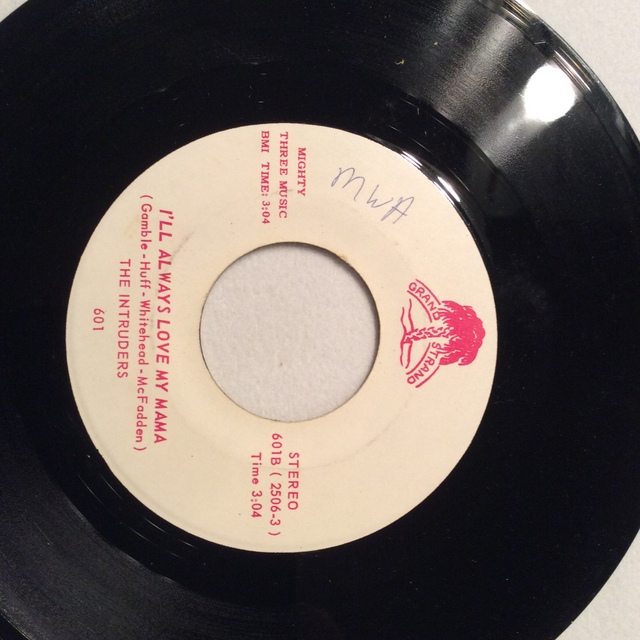 GRAND STRAND
MWA
MIGHTY
THREE MUSIC
BMI TIME: 3:04
STEREO
601B ( 2506-3 )
Time 3:04
I'LL ALWAYS LOVE MY MAMA
( Gamble - Huff - Whitehead - McFadden )
THE INTRUDERS
601